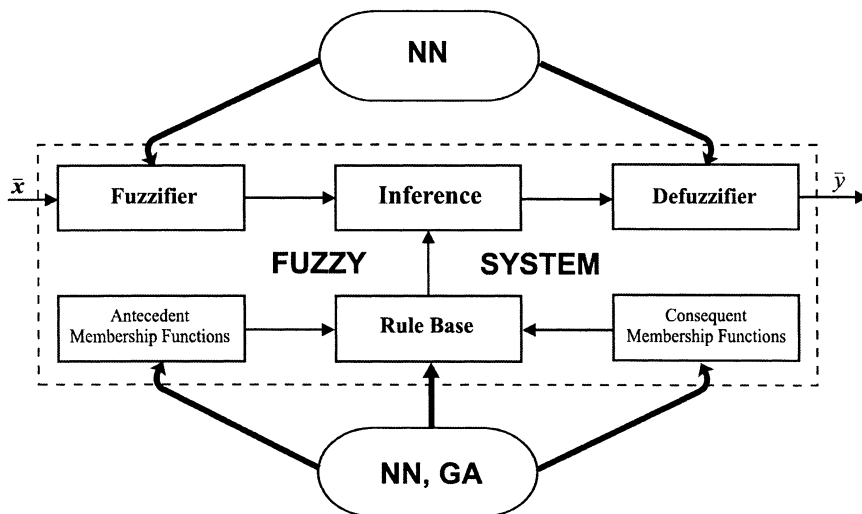 NN
x̄
Fuzzifier
Inference
Defuzzifier
ȳ
FUZZY SYSTEM
Antecedent
Membership Functions
Rule Base
Consequent
Membership Functions
NN, GA